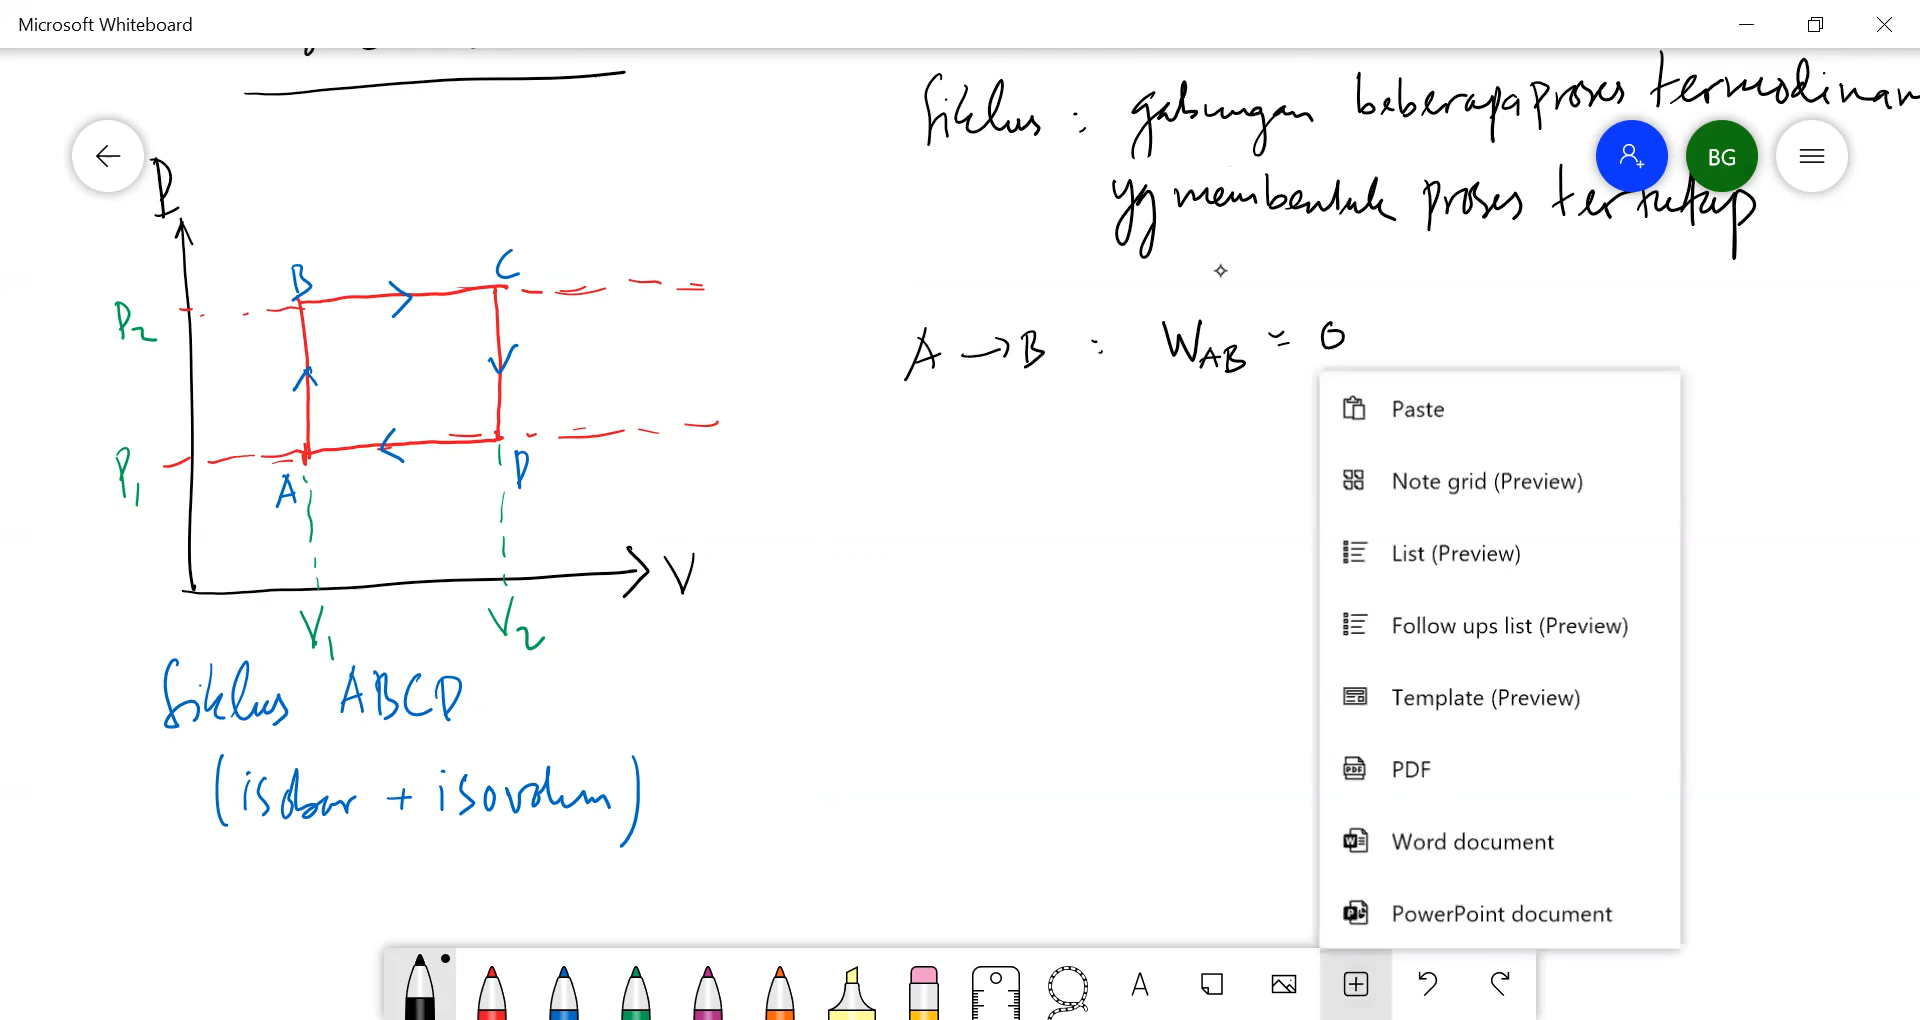 Microsoft Whiteboard
Siklus : gabungan beberapa proses termodinam
yg membentuk proses tertutup
BG
P
B
C
P2
A → B : WAB = 0
P1
A
D
V
V1
V2
Siklus ABCD
(isobar + isovolum)
Paste
Note grid (Preview)
List (Preview)
Follow ups list (Preview)
Template (Preview)
PDF
Word document
PowerPoint document